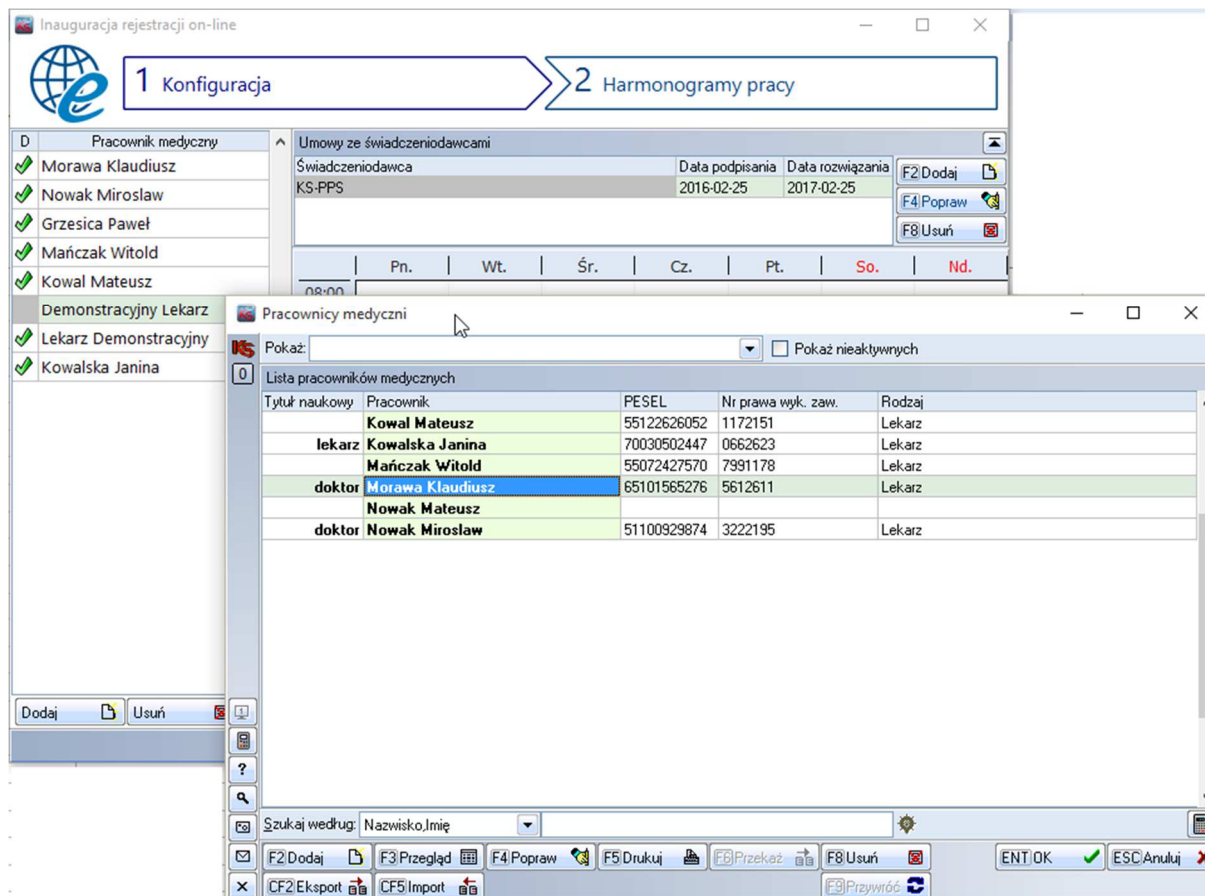 Inauguracja rejestracji on-line
1 Konfiguracja
2 Harmonogramy pracy
D Pracownik medyczny
Morawa Klaudiusz
Nowak Miroslaw
Grzesica Paweł
Mańczak Witold
Kowal Mateusz
Demonstracyjny Lekarz
Lekarz Demonstracyjny
Kowalska Janina
Dodaj Usuń
Umowy ze świadczeniodawcami
Świadczeniodawca Data podpisania Data rozwiązania
KS-PPS 2016-02-25 2017-02-25
F2 Dodaj
F4 Popraw
F8 Usuń
Pn. Wt. Śr. Cz. Pt. So. Nd.
08:00
Pracownicy medyczni
KS
Pokaż: Pokaż nieaktywnych
0
Lista pracowników medycznych
Tytuł naukowy Pracownik PESEL Nr prawa wyk. zaw. Rodzaj
Kowal Mateusz 55122626052 1172151 Lekarz
lekarz Kowalska Janina 70030502447 0662623 Lekarz
Mańczak Witold 55072427570 7991178 Lekarz
doktor Morawa Klaudiusz 65101565276 5612611 Lekarz
Nowak Mateusz
doktor Nowak Miroslaw 51100929874 3222195 Lekarz
Szukaj według: Nazwisko,Imię
F2 Dodaj F3 Przegląd F4 Popraw F5 Drukuj F6 Przekaż F8 Usuń ENT OK ESC Anuluj
CF2 Eksport CF5 Import F9 Przywróć